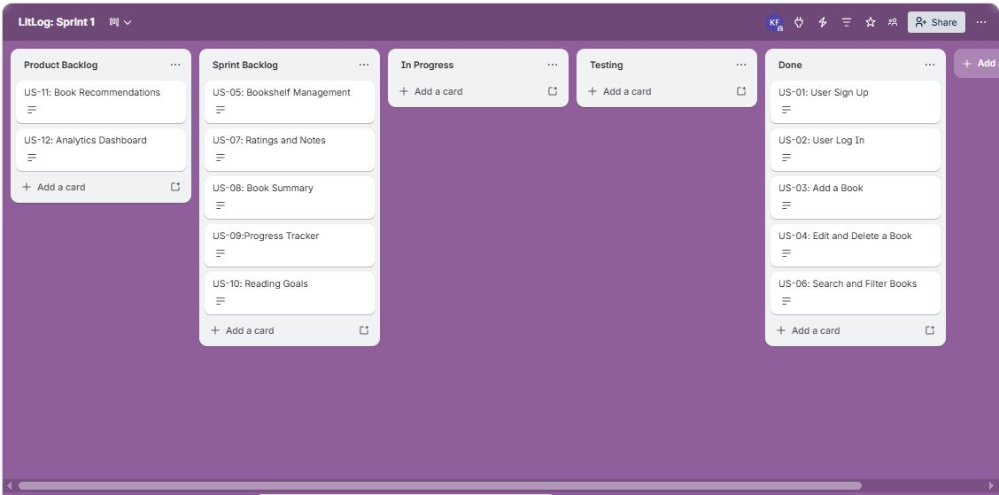 LitLog: Sprint 1
KF
Share
Product Backlog
US-11: Book Recommendations
US-12: Analytics Dashboard
Add a card
Sprint Backlog
US-05: Bookshelf Management
US-07: Ratings and Notes
US-08: Book Summary
US-09:Progress Tracker
US-10: Reading Goals
Add a card
In Progress
Add a card
Testing
Add a card
Done
US-01: User Sign Up
US-02: User Log In
US-03: Add a Book
US-04: Edit and Delete a Book
US-06: Search and Filter Books
Add a card
Add